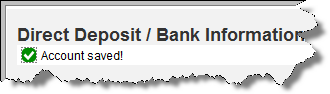 Direct Deposit / Bank Information
Account saved!